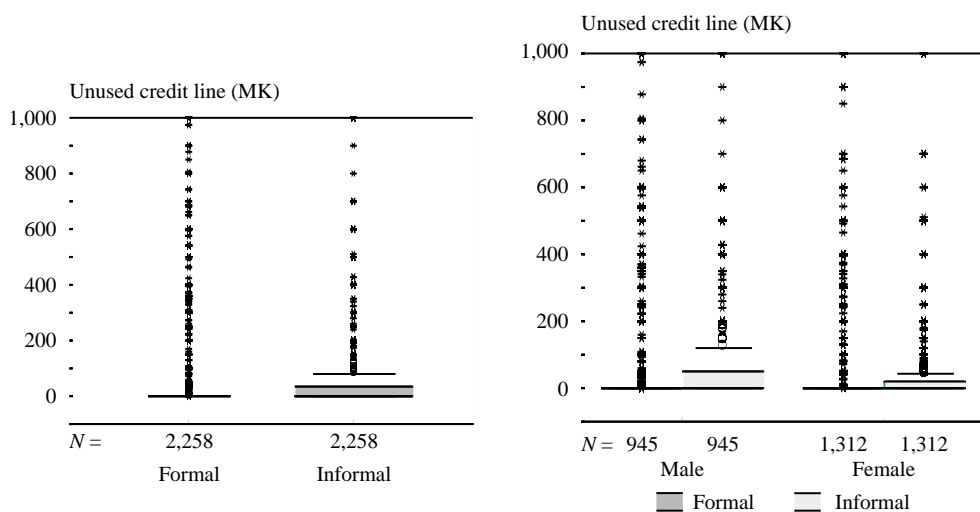 Unused credit line (MK)
1,000
800
600
400
200
0
N = 2,258 2,258
Formal Informal
Unused credit line (MK)
1,000
800
600
400
200
0
N = 945 945 1,312 1,312
Male Female
Formal Informal